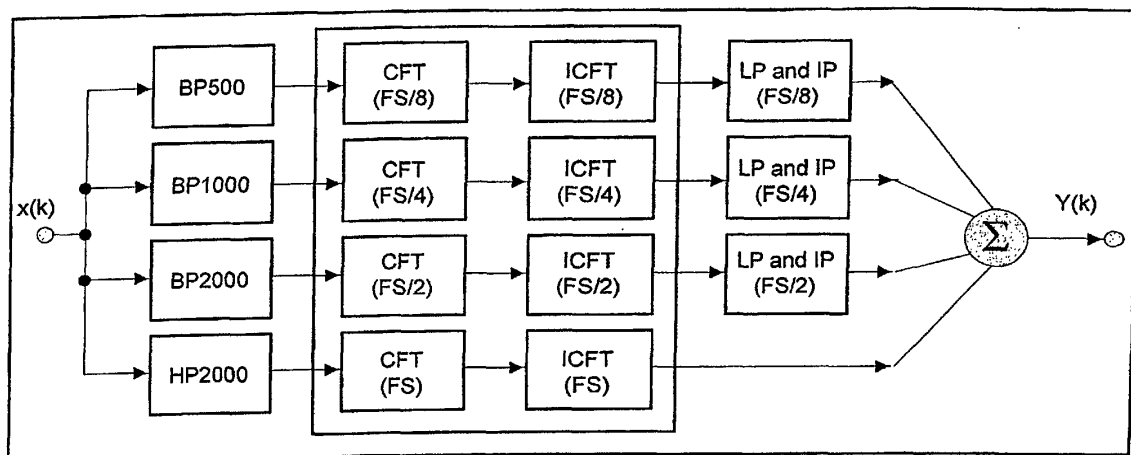 BP500
CFT
(FS/8)
ICFT
(FS/8)
LP and IP
(FS/8)
BP1000
CFT
(FS/4)
ICFT
(FS/4)
LP and IP
(FS/4)
x(k)
Y(k)
Σ
BP2000
CFT
(FS/2)
ICFT
(FS/2)
LP and IP
(FS/2)
HP2000
CFT
(FS)
ICFT
(FS)